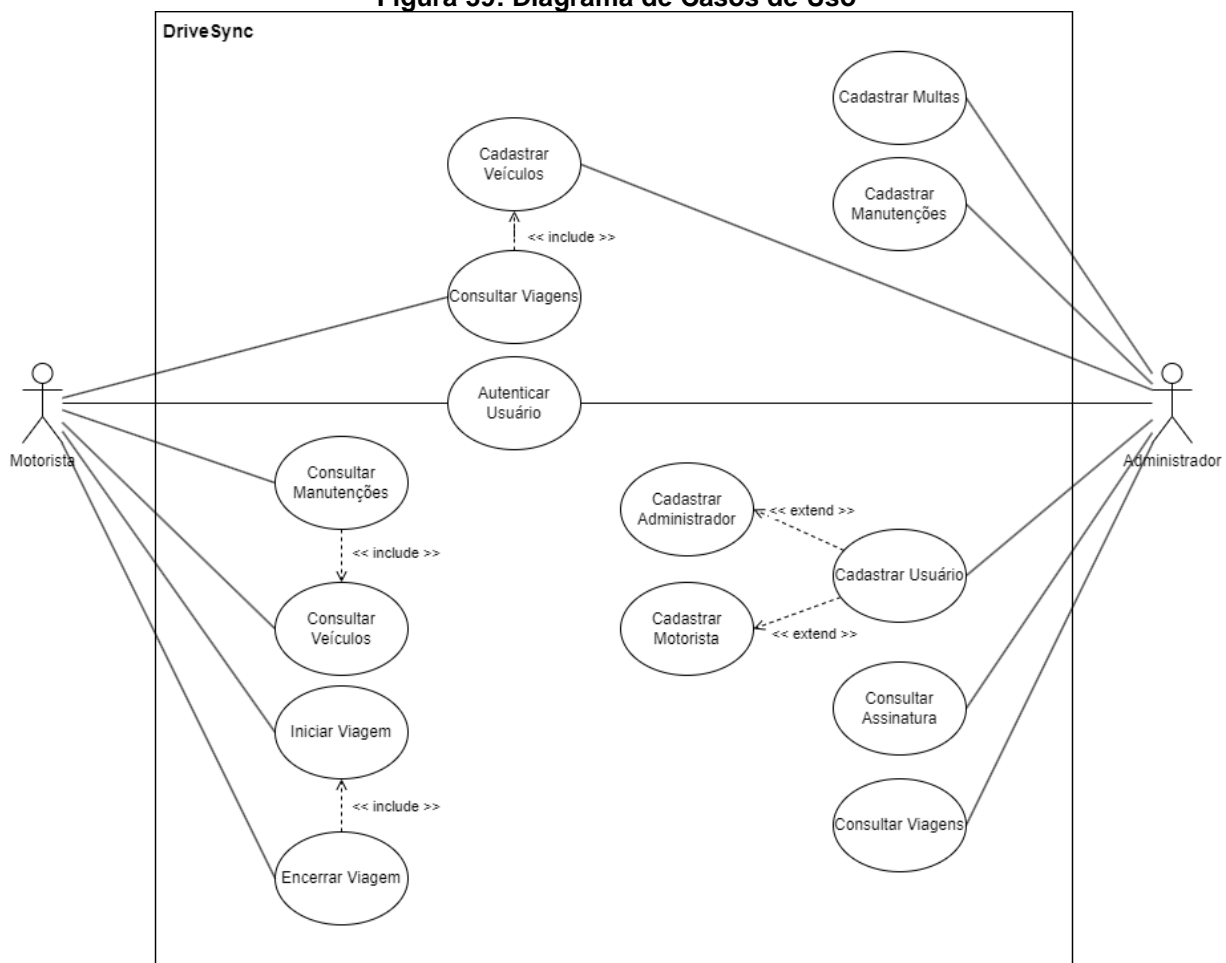 Figura 39: Diagrama de Casos de Uso
DriveSync
Cadastrar Multas
Cadastrar
Veículos
Cadastrar
Manutenções
<< include >>
Consultar Viagens
Autenticar
Usuário
Motorista
Administrador
Consultar
Manutenções
Cadastrar
Administrador
<< extend >>
<< include >>
Cadastrar Usuário
Consultar
Veículos
Cadastrar
Motorista
<< extend >>
Consultar
Assinatura
Iniciar Viagem
<< include >>
Consultar Viagens
Encerrar Viagem